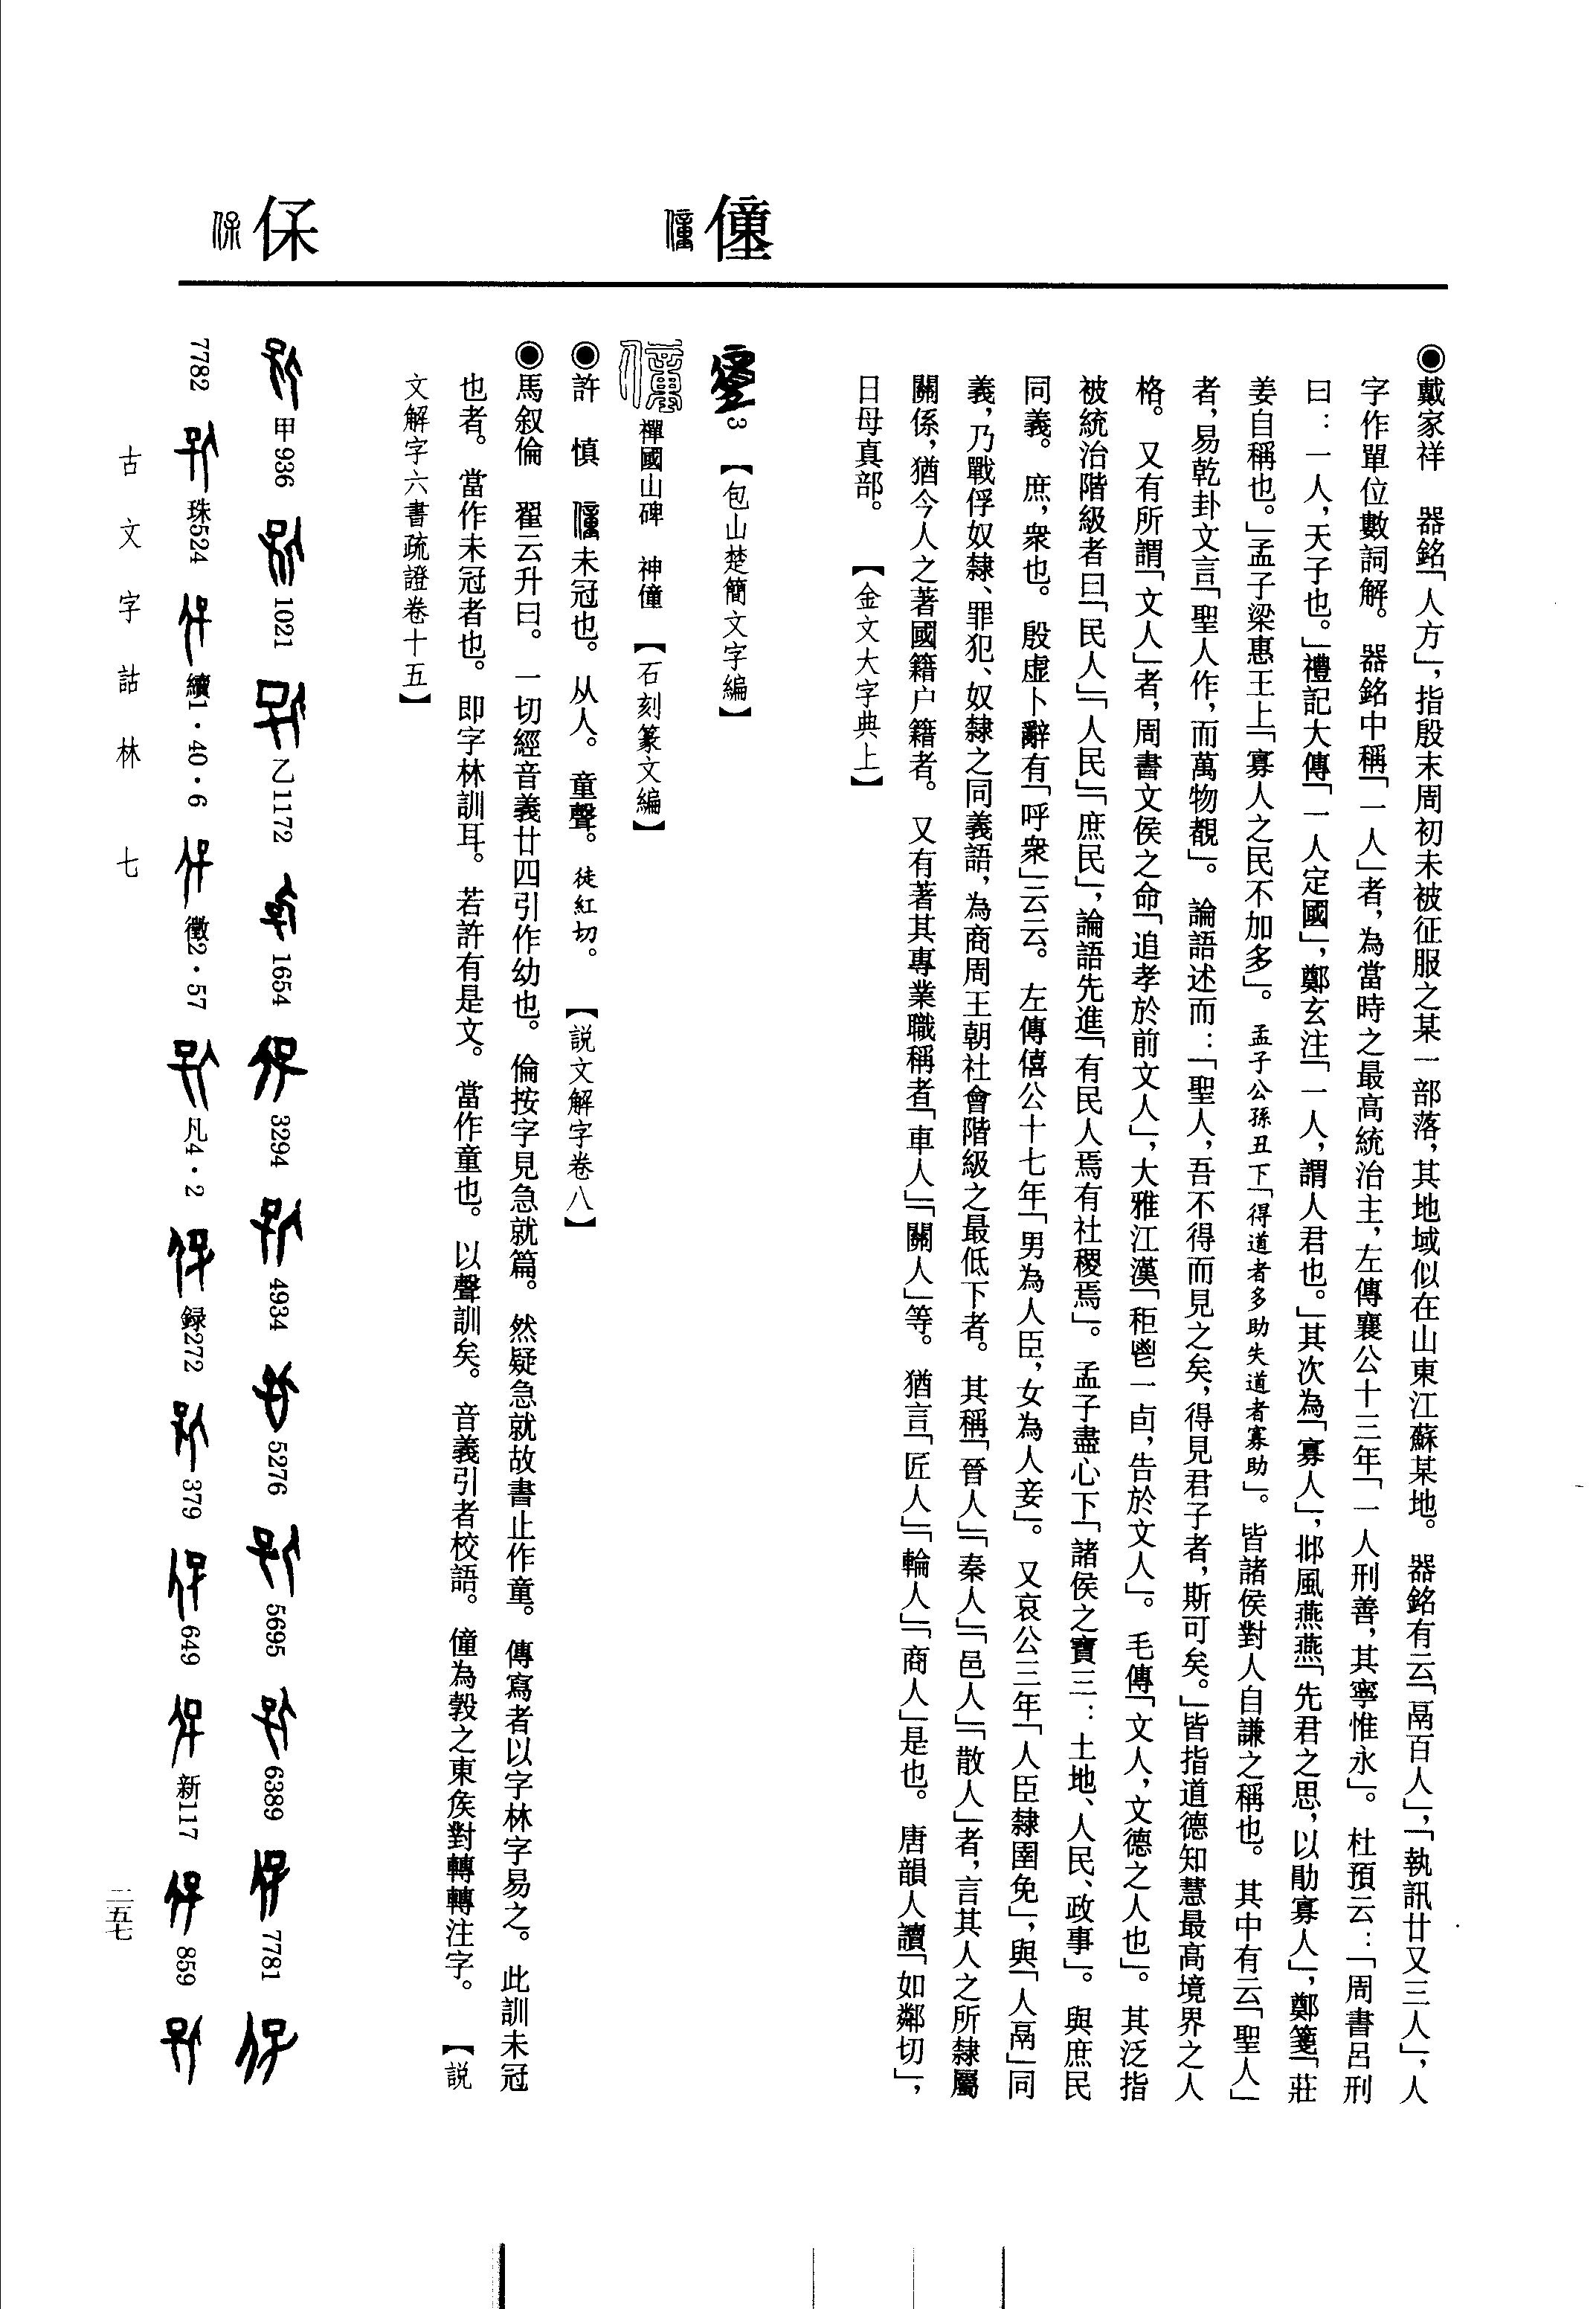 僮
㑒
◉戴家祥　器銘「人方」，指殷末周初未被征服之某一部落，其地域似在山東江蘇某地。器銘有云「鬲百人」，「執訊廿又三人」，人
字作單位數詞解。器銘中稱「一人」者，為當時之最高統治主，左傳襄公十三年「一人刑善，其寧惟永」。杜預云：「周書呂刑
曰：一人，天子也。」禮記大傳「一人定國」，鄭玄注「一人，謂人君也。」其次為「寡人」，邶風燕燕「先君之思，以勖寡人」，鄭箋「莊
姜自稱也。」孟子梁惠王上「寡人之民不加多」。孟子公孫丑下「得道者多助失道者寡助」。皆諸侯對人自謙之稱也。其中有云「聖人」
者，易乾卦文言「聖人作，而萬物覩」。論語述而：「聖人，吾不得而見之矣，得見君子者，斯可矣。」皆指道德知慧最高境界之人
格。又有所謂「文人」者，周書文侯之命「追孝於前文人」，大雅江漢「秬鬯一卣，告於文人」。毛傳「文人，文德之人也」。其泛指
被統治階級者曰「民人」「人民」「庶民」，論語先進「有民人焉有社稷焉」。孟子盡心下「諸侯之寶三：土地、人民、政事」。與庶民
同義。庶，衆也。殷虛卜辭有「呼衆」云云。左傳僖公十七年「男為人臣，女為人妾」。又哀公三年「人臣隸圉免」，與「人鬲」同
義，乃戰俘奴隸、罪犯、奴隸之同義語，為商周王朝社會階級之最低下者。其稱「晉人」「秦人」「邑人」「散人」者，言其人之所隸屬
關係，猶今人之著國籍户籍者。又有著其專業職稱者「車人」「關人」等。猶言「匠人」「輪人」「商人」是也。唐韻人讀「如鄰切」，
日母真部。【金文大字典上】
3【包山楚簡文字編】
禪國山碑　神僮【石刻篆文編】
◉許　慎　僮未冠也。从人。童聲。徒紅切。【説文解字卷八】
◉馬叙倫　翟云升曰。一切經音義廿四引作幼也。倫按字見急就篇。然疑急就故書止作童。傳寫者以字林字易之。此訓未冠
也者。當作未冠者也。即字林訓耳。若許有是文。當作童也。以聲訓矣。音義引者校語。僮為㝅之東矦對轉轉注字。【説
文解字六書疏證卷十五】
甲936　1021　乙1172　1654　3294　4934　5276　5695　6389　7781
7782　珠524　續1·40·6　徵2·57　凡4·2　録272　379　649　新117　859
古文字詁林　七
二五七